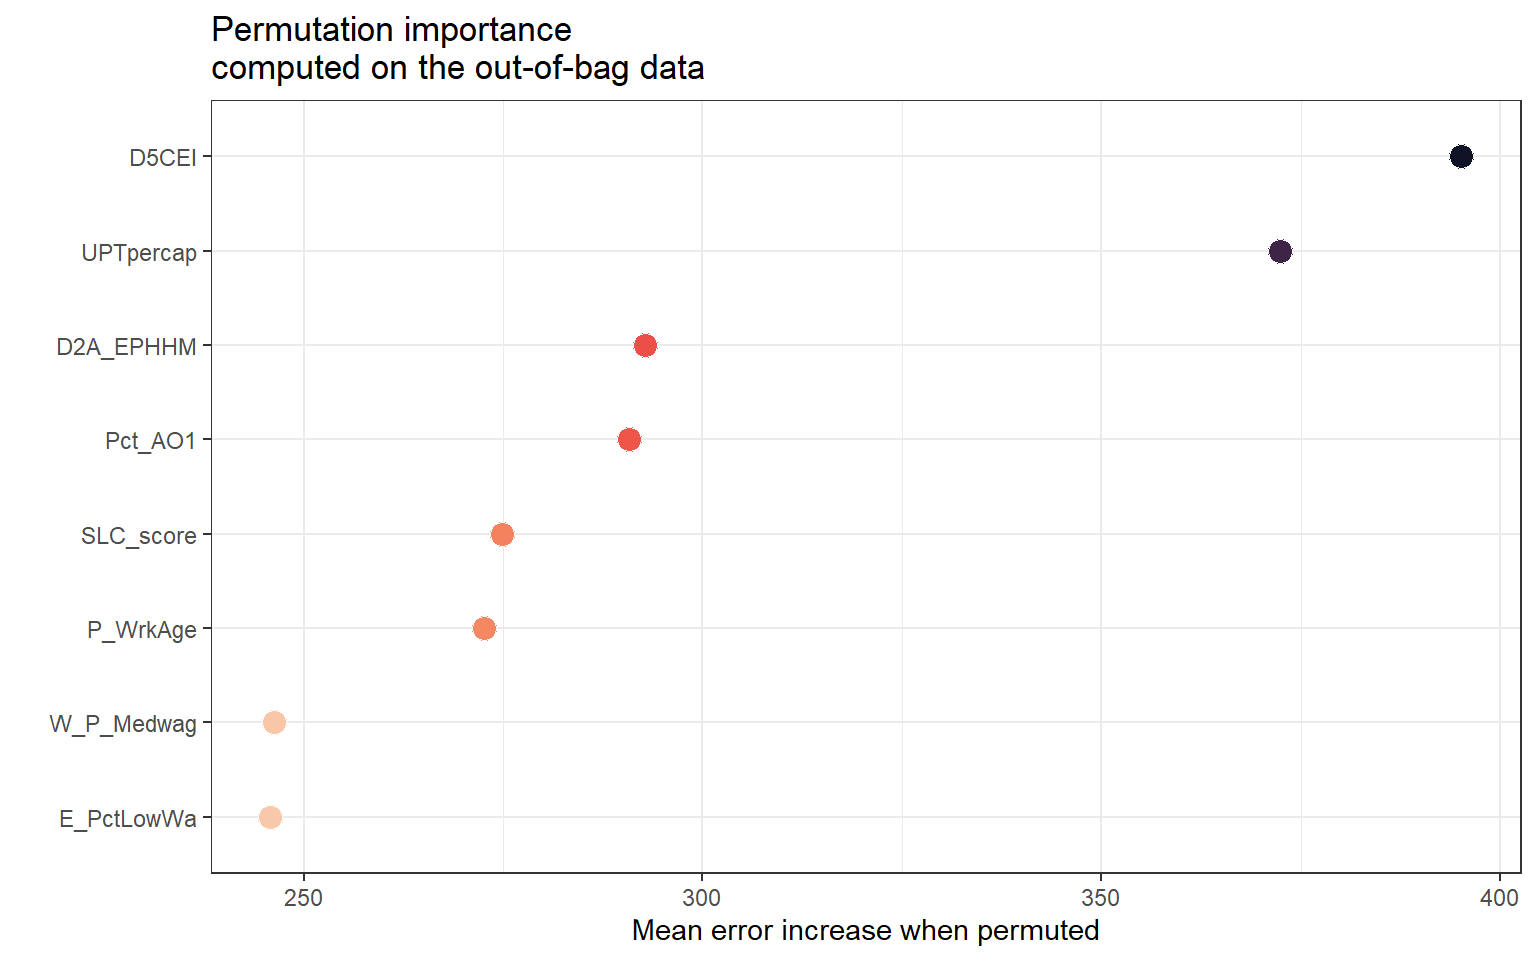 Permutation importance
computed on the out-of-bag data
D5CEI
UPTpercap
D2A_EPHHM
Pct_AO1
SLC_score
P_WrkAge
W_P_Medwag
E_PctLowWa
250 300 350 400
Mean error increase when permuted